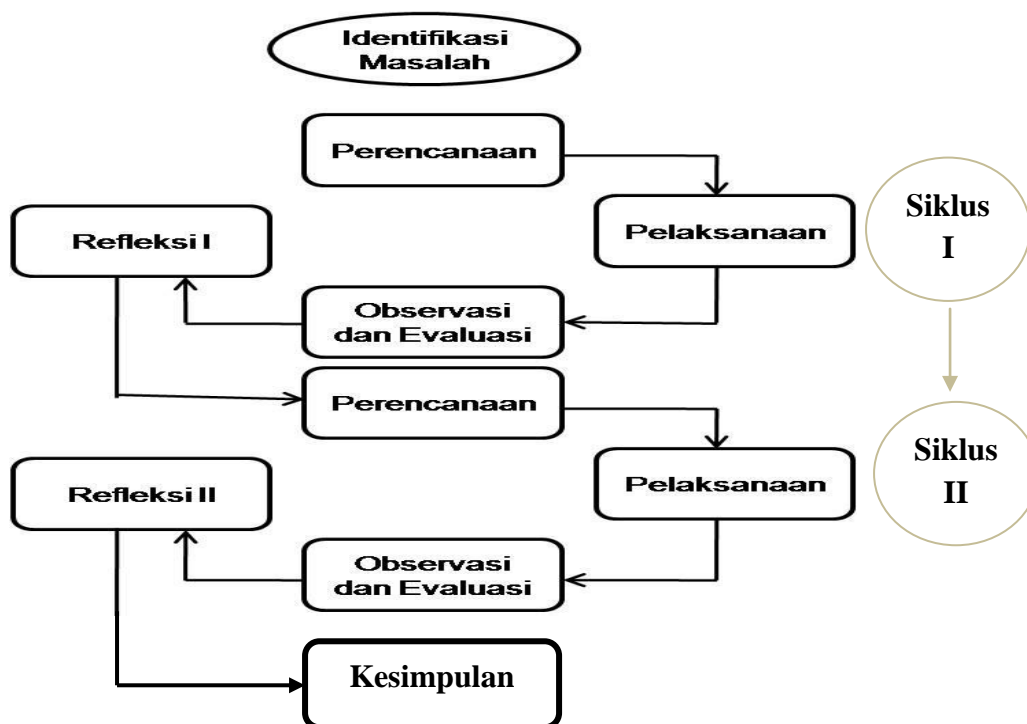 Identifikasi
Masalah
Perencanaan
Pelaksanaan
Siklus
I
Refleksi I
Observasi
dan Evaluasi
Perencanaan
Pelaksanaan
Siklus
II
Refleksi II
Observasi
dan Evaluasi
Kesimpulan